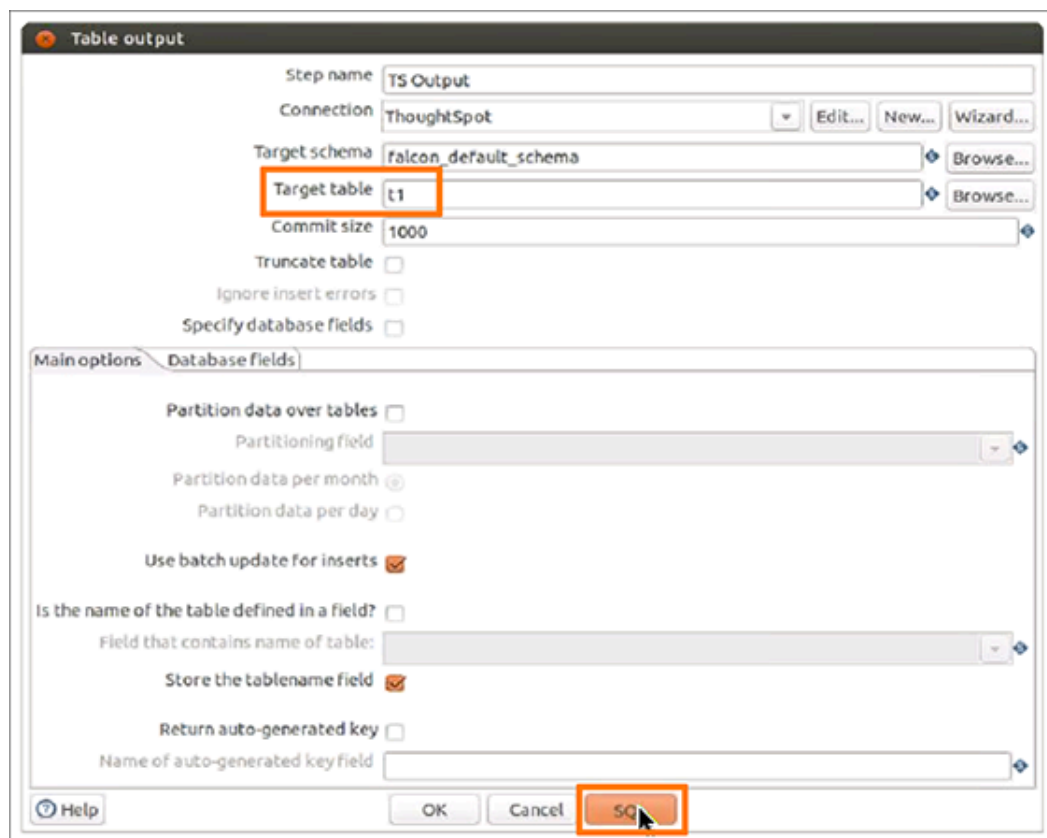 Table output
Step name TS Output
Connection ThoughtSpot Edit... New... Wizard...
Target schema falcon_default_schema Browse...
Target table t1 Browse...
Commit size 1000
Truncate table
Ignore insert errors
Specify database fields
Main options Database fields
Partition data over tables
Partitioning field
Partition data per month
Partition data per day
Use batch update for inserts
Is the name of the table defined in a field?
Field that contains name of table:
Store the tablename field
Return auto-generated key
Name of auto-generated key field
Help OK Cancel